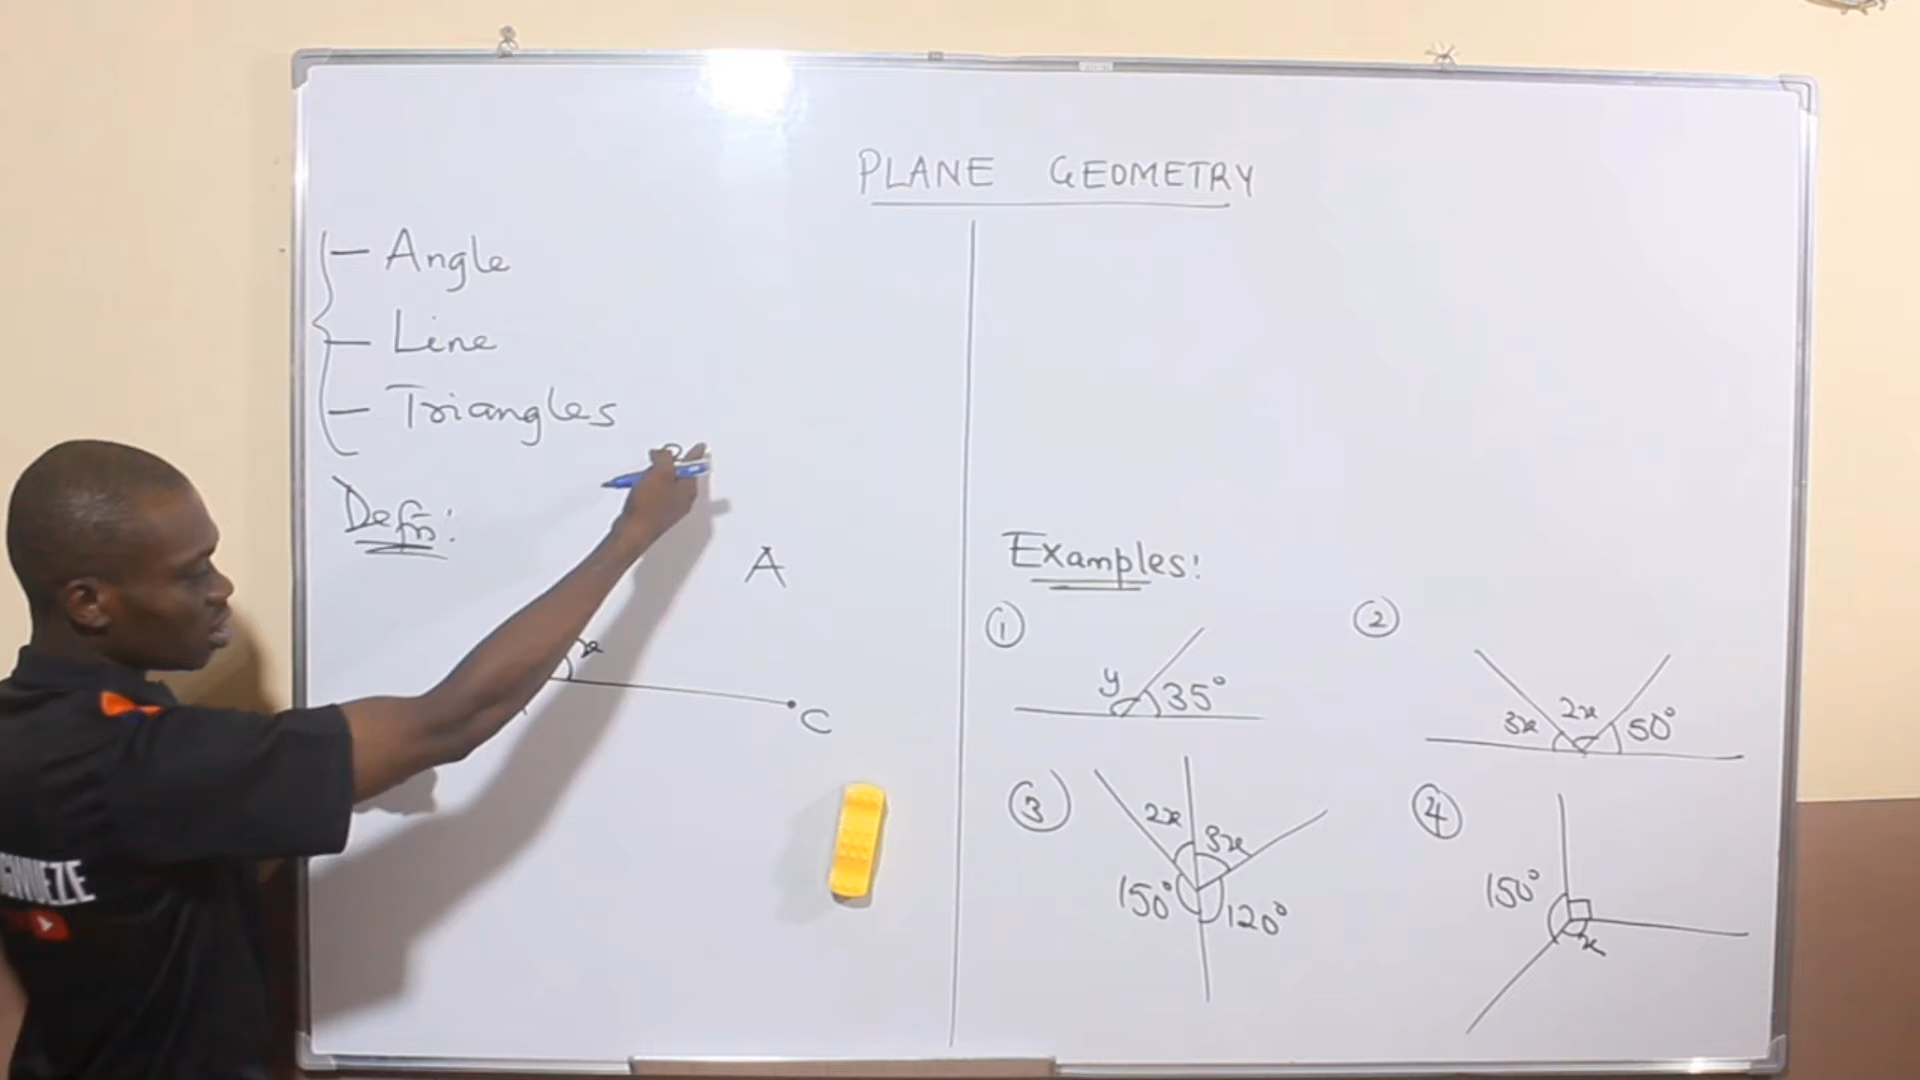 PLANE GEOMETRY
- Angle
- Line
- Triangles
Defn:
A
x
C
Examples:
①
y 35°
②
3x 2x 50°
③
2x 3x
150° 120°
④
150°
x